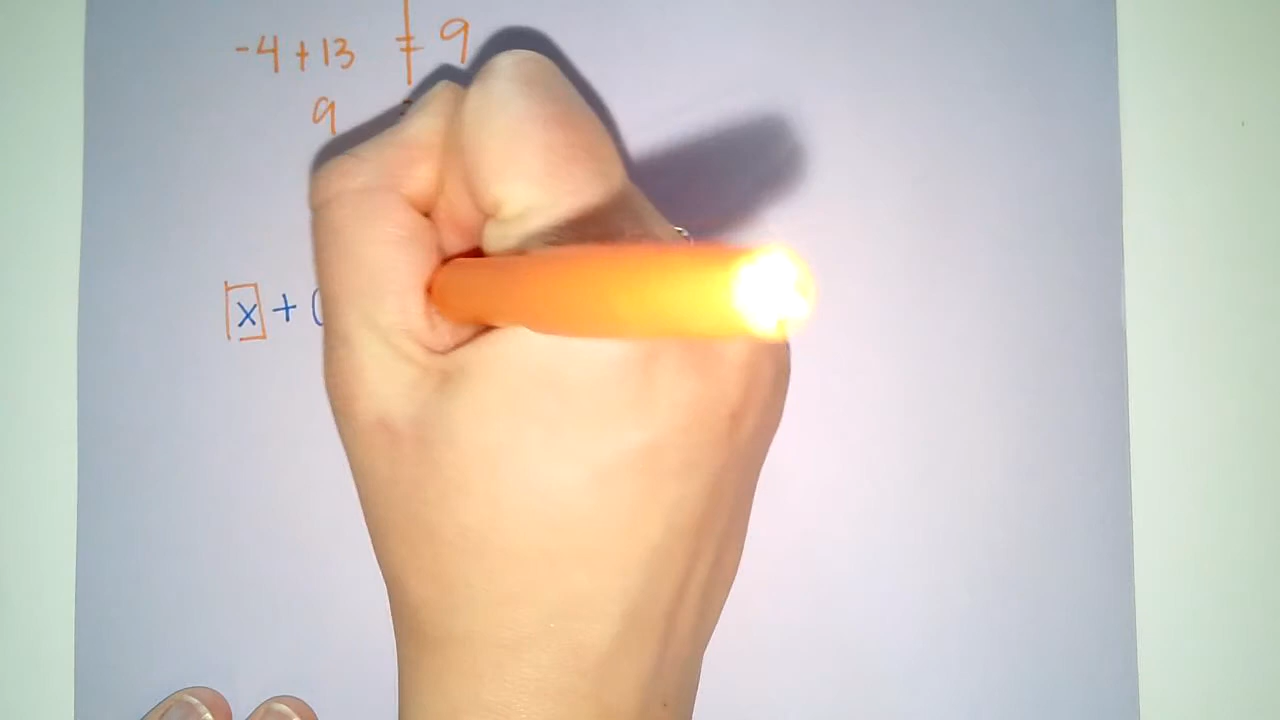 -4 + 13 = 9
9
x +